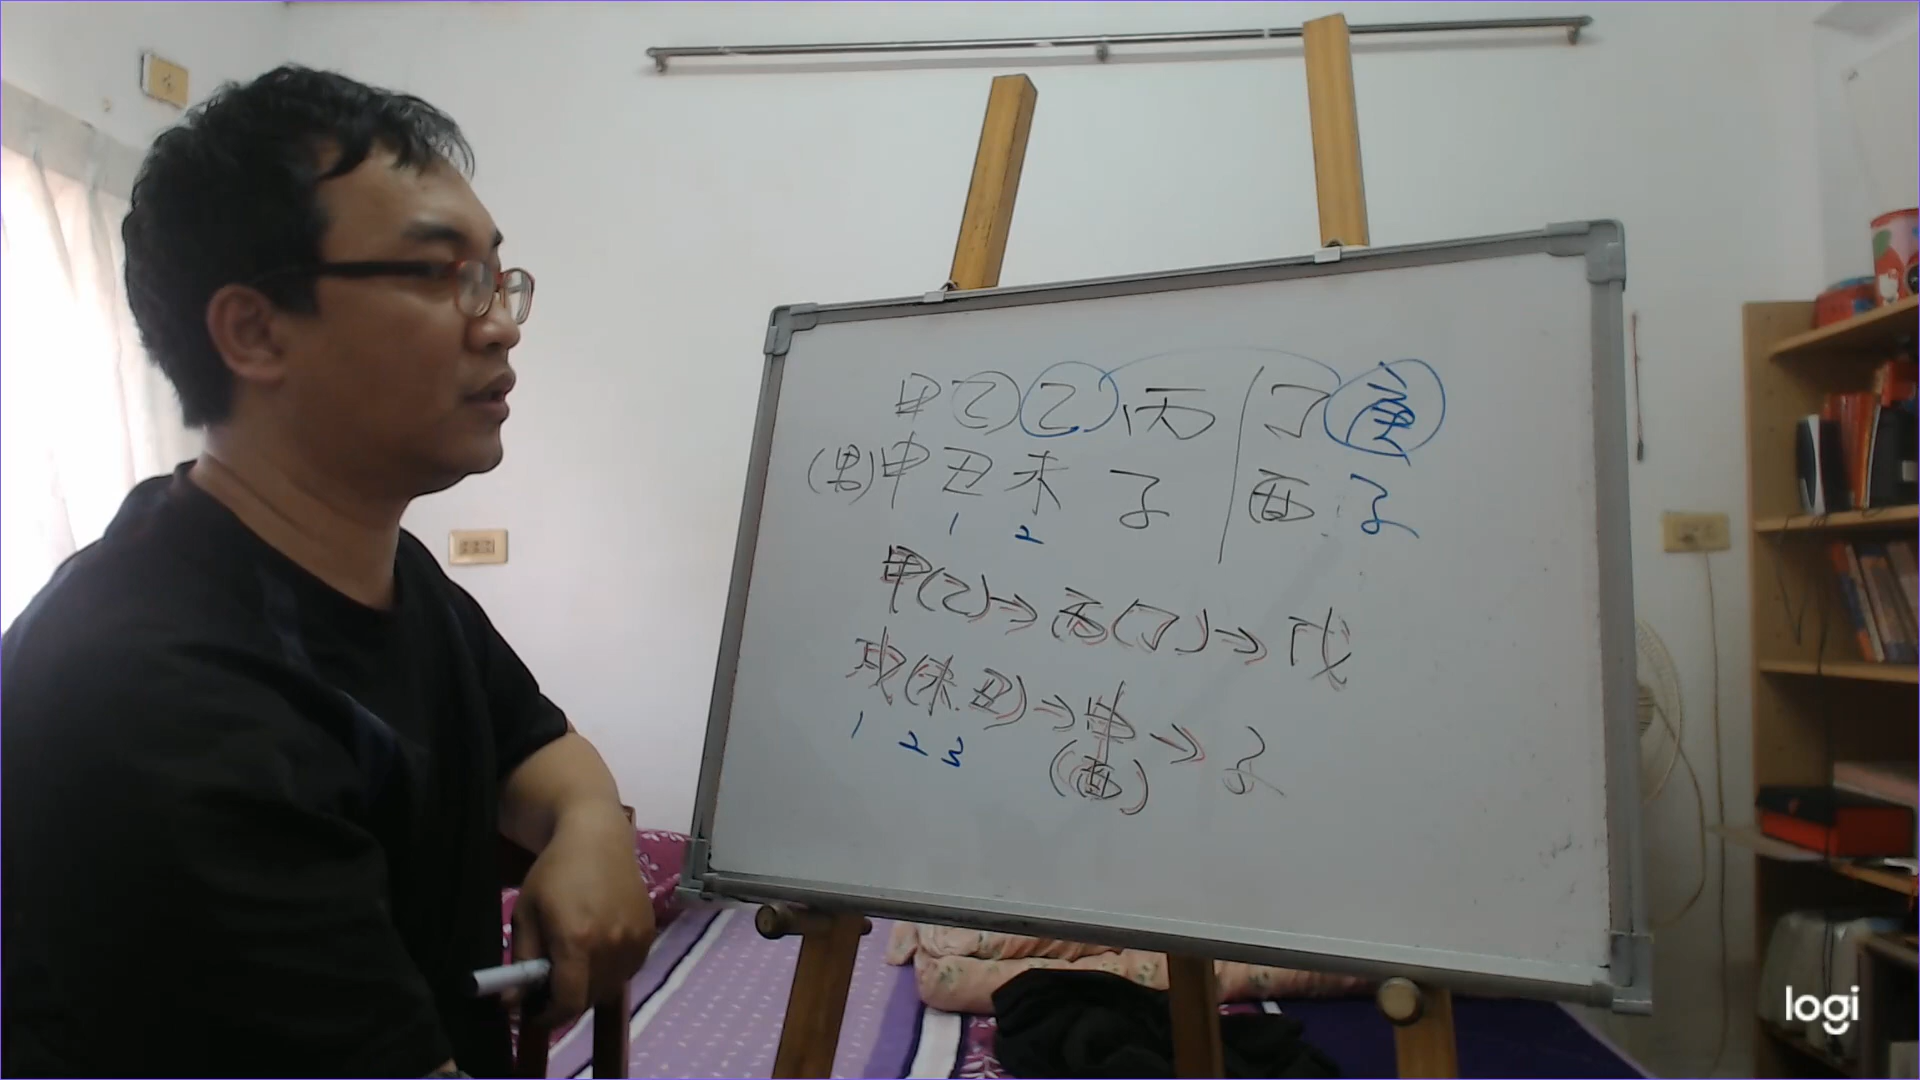 甲乙乙丙丁庚
(男)申丑未子酉子
1 2
甲(乙)→丙(丁)→戊
戌(未.丑)→申→子
(酉)
1 2 3
logi